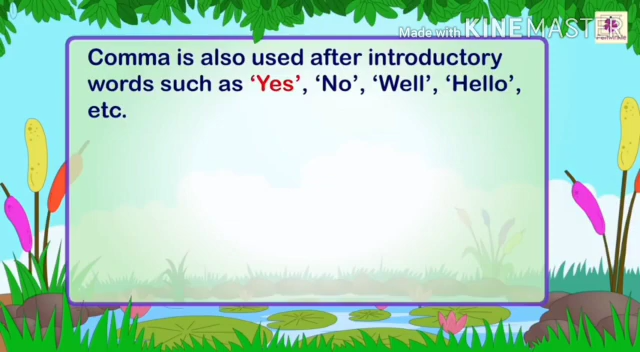 Made with KINEMASTER
Comma is also used after introductory
words such as ‘Yes’, ‘No’, ‘Well’, ‘Hello’,
etc.